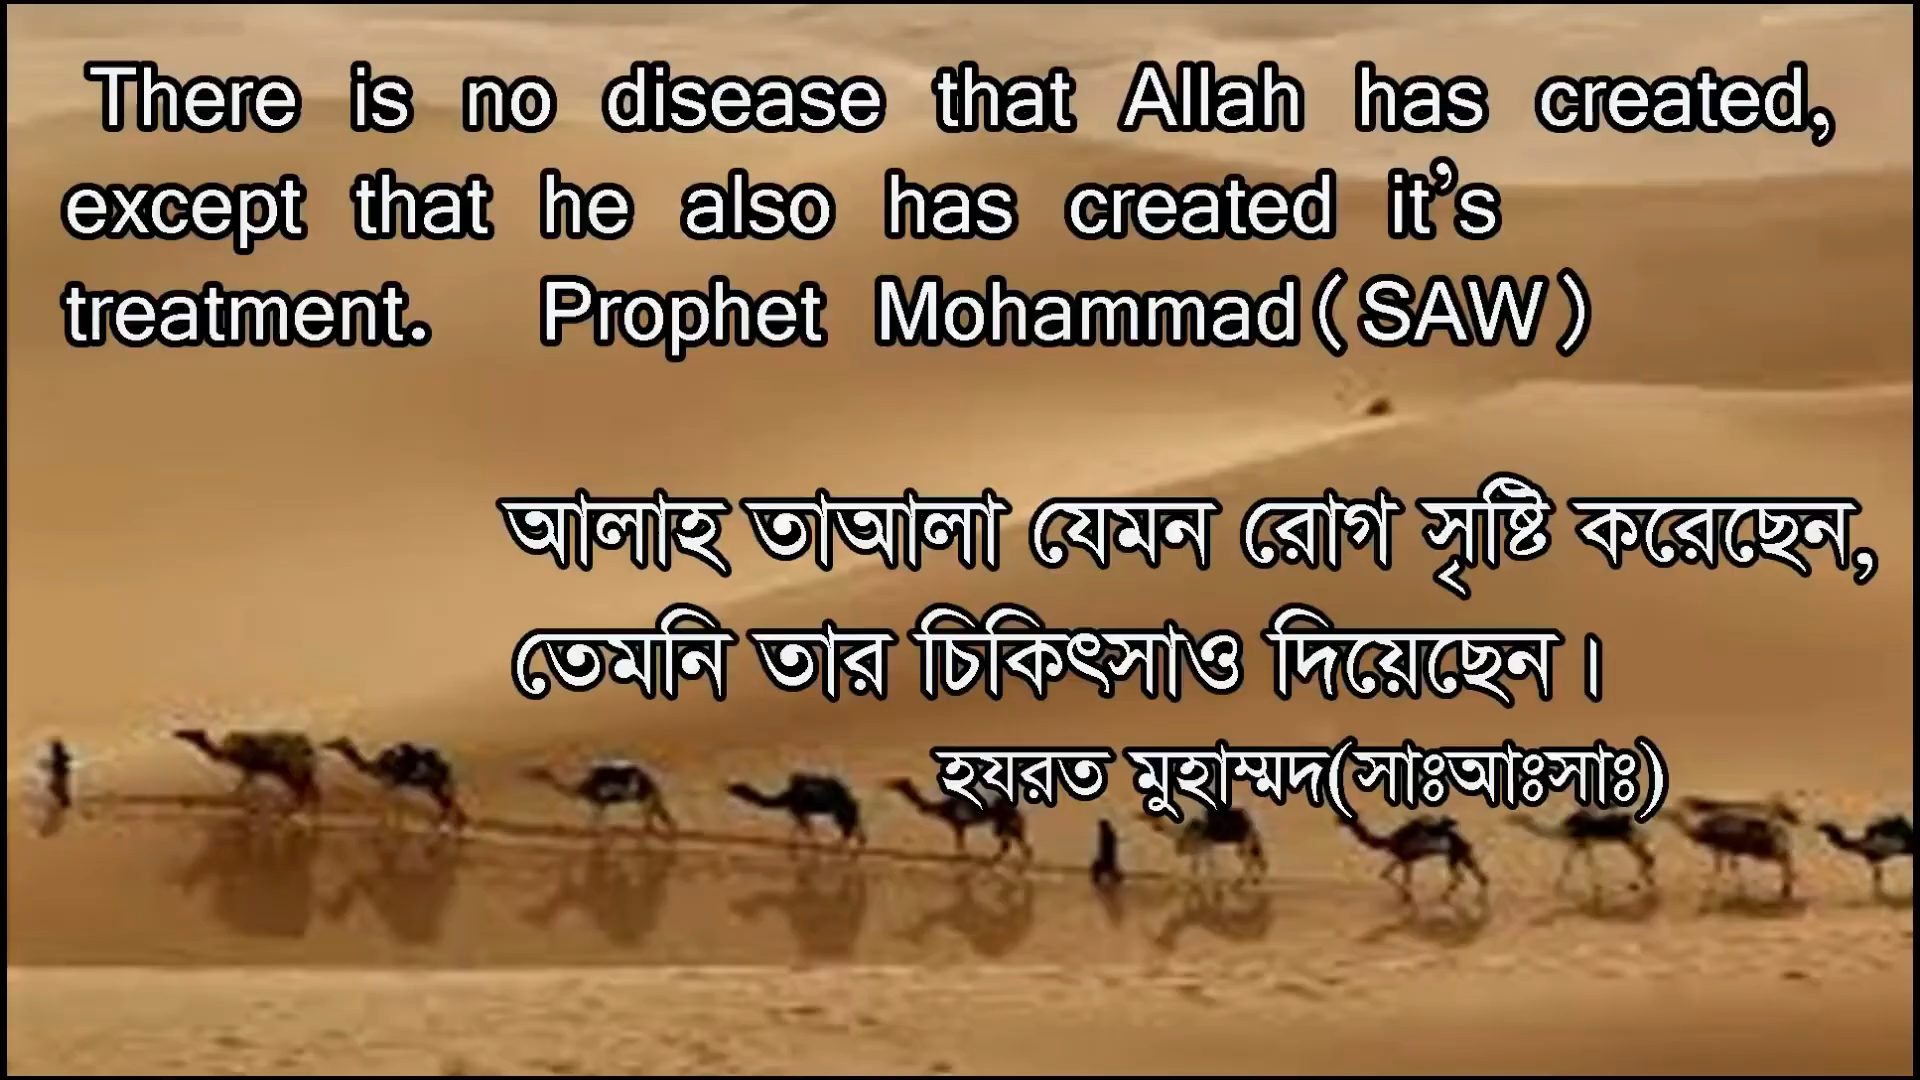 There is no disease that Allah has created,
except that he also has created it’s
treatment. Prophet Mohammad(SAW)
আলাহ তাআলা যেমন রোগ সৃষ্টি করেছেন,
তেমনি তার চিকিৎসাও দিয়েছেন।
হযরত মুহাম্মদ(সাঃআঃসাঃ)